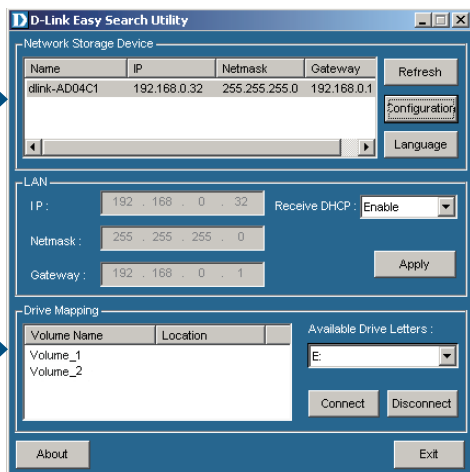 D-Link Easy Search Utility
Network Storage Device
Name IP Netmask Gateway
dlink-AD04C1 192.168.0.32 255.255.255.0 192.168.0.1
Refresh
Configuration
Language
LAN
IP: 192 . 168 . 0 . 32 Receive DHCP : Enable
Netmask : 255 . 255 . 255 . 0
Gateway : 192 . 168 . 0 . 1
Apply
Drive Mapping
Volume Name Location
Available Drive Letters :
Volume_1
Volume_2
E:
Connect Disconnect
About Exit